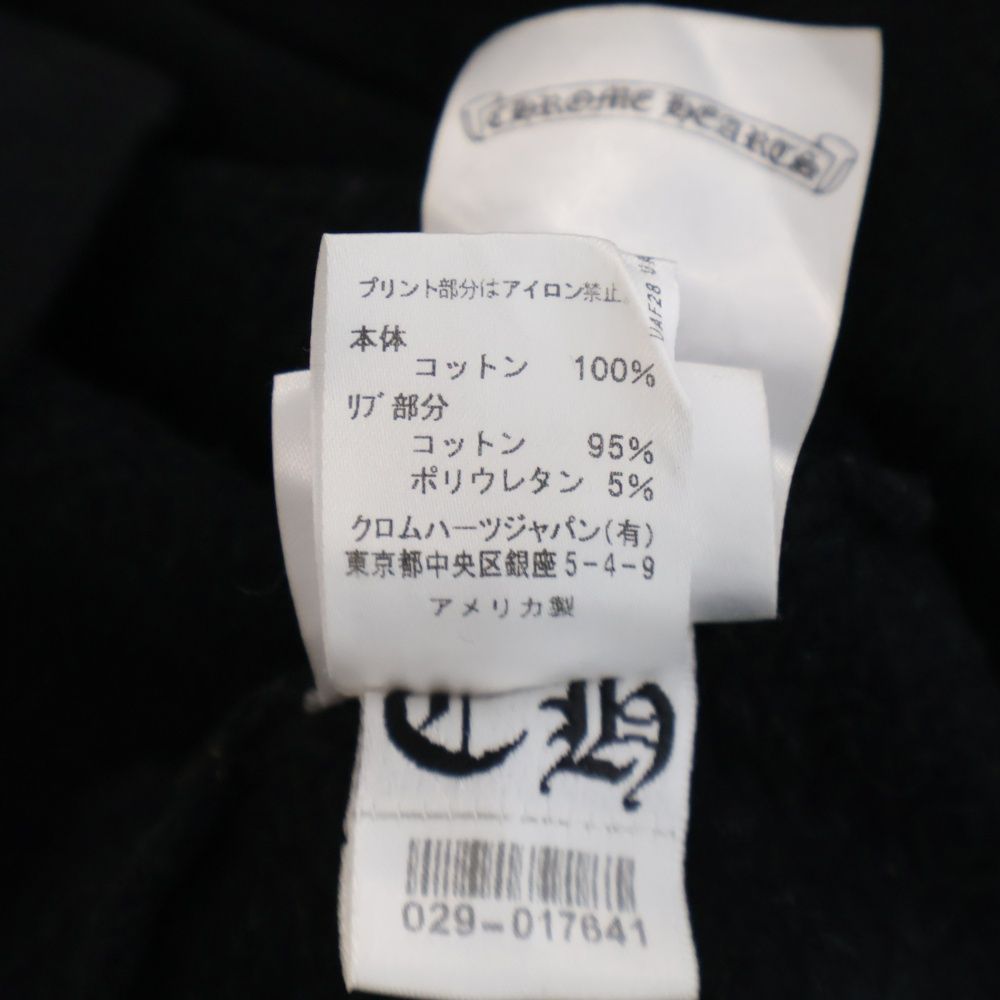 CHROME HEARTS
UAF28 UA
プリント部分はアイロン禁止
本体
コットン 100%
ﾘﾌﾞ部分
コットン 95%
ポリウレタン 5%
クロムハーツジャパン(有)
東京都中央区銀座5-4-9
アメリカ製
CH
029-017641